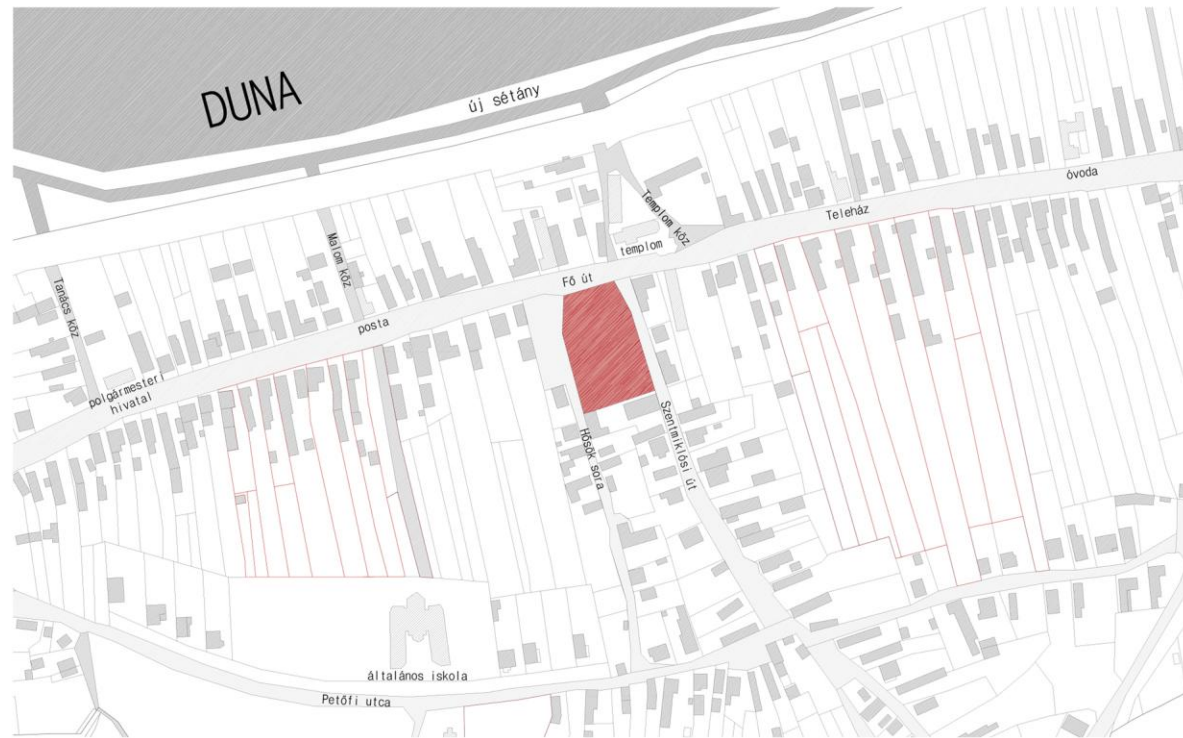 DUNA
új sétány
óvoda
Teleház
Templom köz
templom
Malom köz
Fő út
Tanács köz
posta
polgármesteri
hivatal
Hősök sora
Szentmiklósi út
általános iskola
Petőfi utca